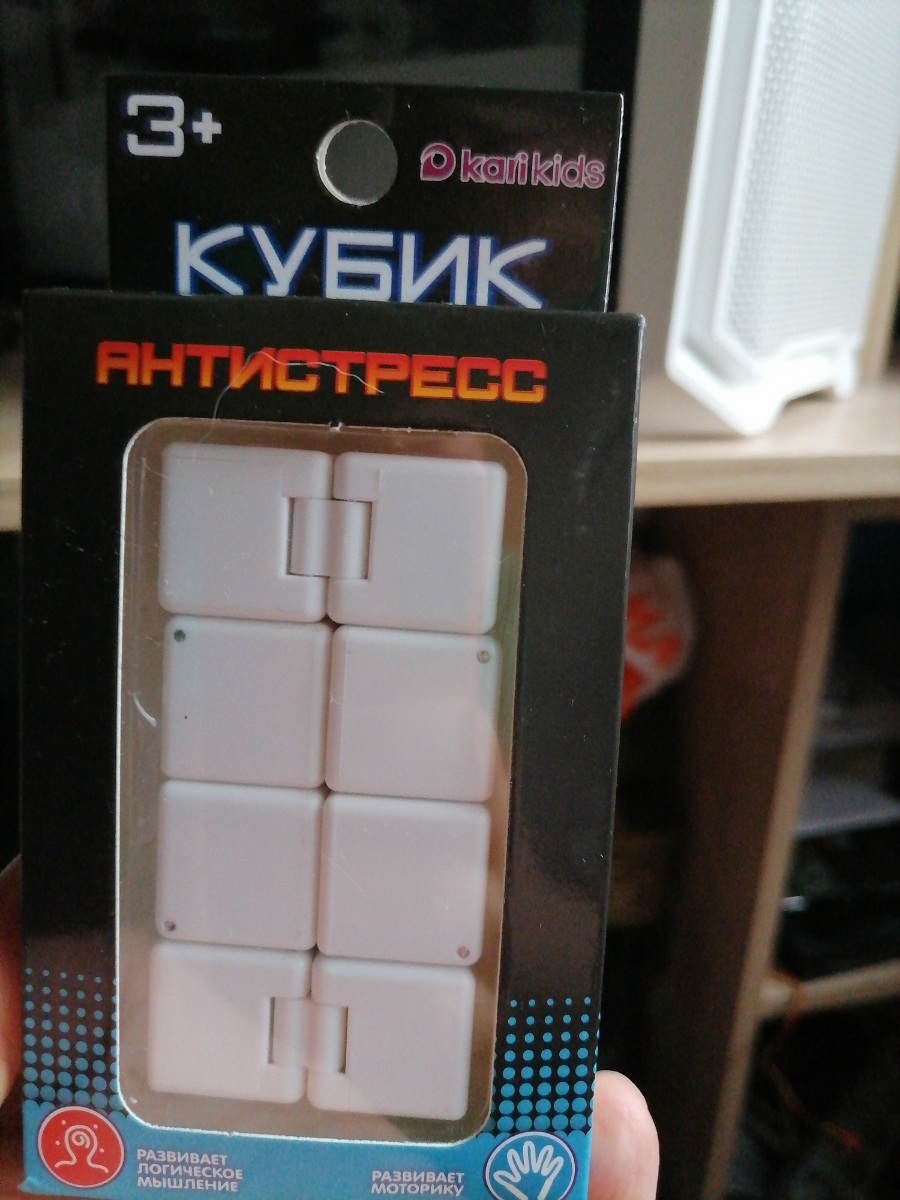 3+
kari kids
КУБИК
АНТИСТРЕСС
РАЗВИВАЕТ
ЛОГИЧЕСКОЕ
МЫШЛЕНИЕ
РАЗВИВАЕТ
МОТОРИКУ